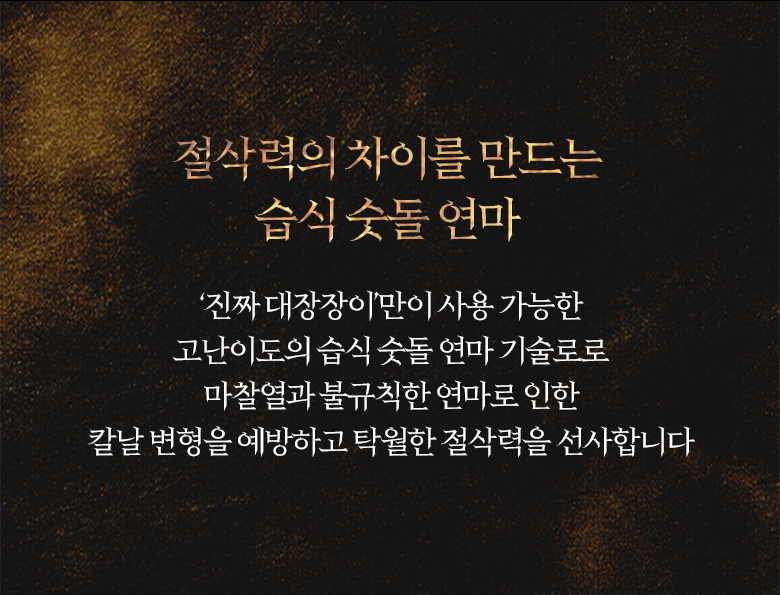 절삭력의 차이를 만드는
습식 숫돌 연마
‘진짜 대장장이’만이 사용 가능한
고난이도의 습식 숫돌 연마 기술로로
마찰열과 불규칙한 연마로 인한
칼날 변형을 예방하고 탁월한 절삭력을 선사합니다